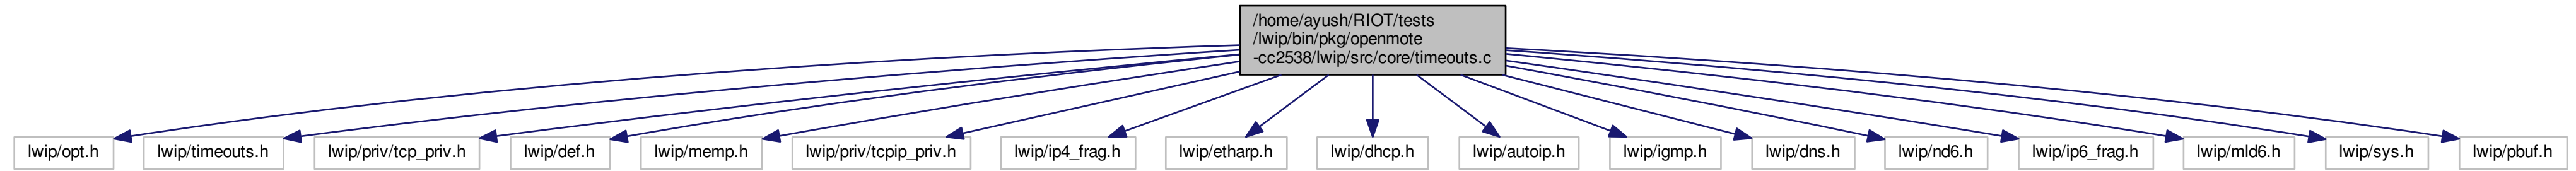 /home/ayush/RIOT/tests
/lwip/bin/pkg/openmote
-cc2538/lwip/src/core/timeouts.c
lwip/opt.h
lwip/timeouts.h
lwip/priv/tcp_priv.h
lwip/def.h
lwip/memp.h
lwip/priv/tcpip_priv.h
lwip/ip4_frag.h
lwip/etharp.h
lwip/dhcp.h
lwip/autoip.h
lwip/igmp.h
lwip/dns.h
lwip/nd6.h
lwip/ip6_frag.h
lwip/mld6.h
lwip/sys.h
lwip/pbuf.h